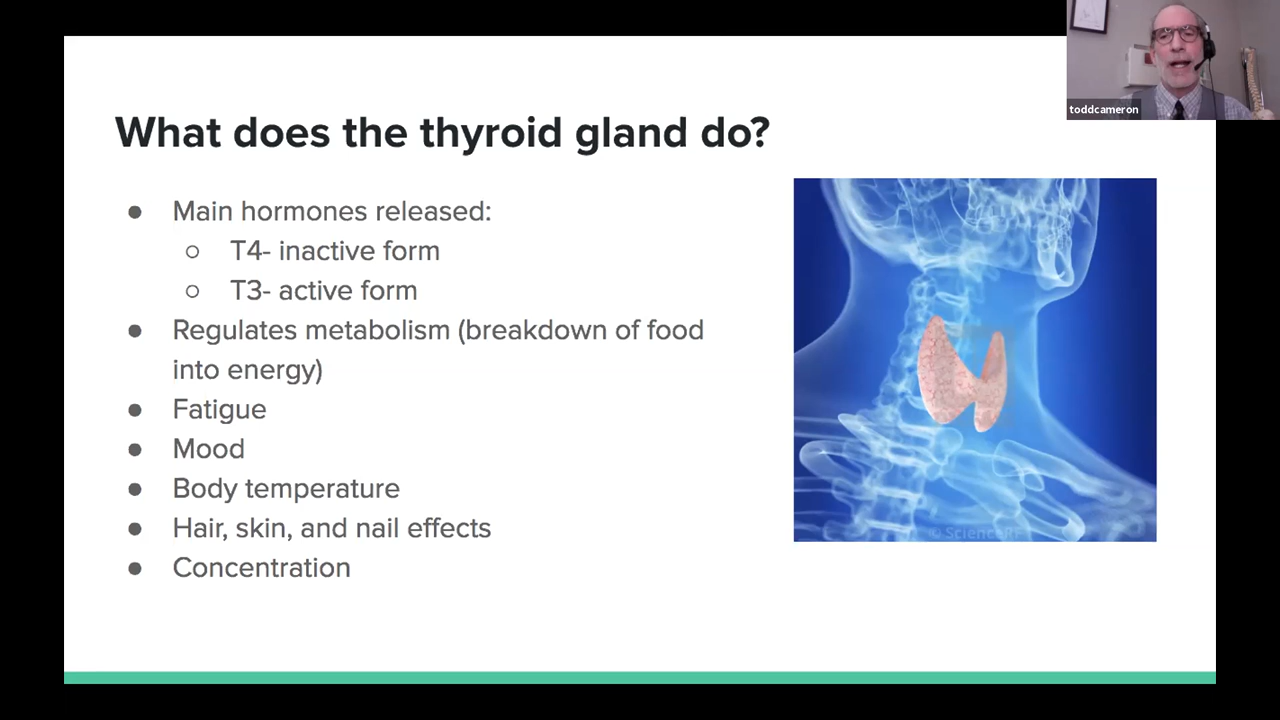 toddcameron
What does the thyroid gland do?
● Main hormones released:
○ T4- inactive form
○ T3- active form
● Regulates metabolism (breakdown of food
into energy)
● Fatigue
● Mood
● Body temperature
● Hair, skin, and nail effects
● Concentration